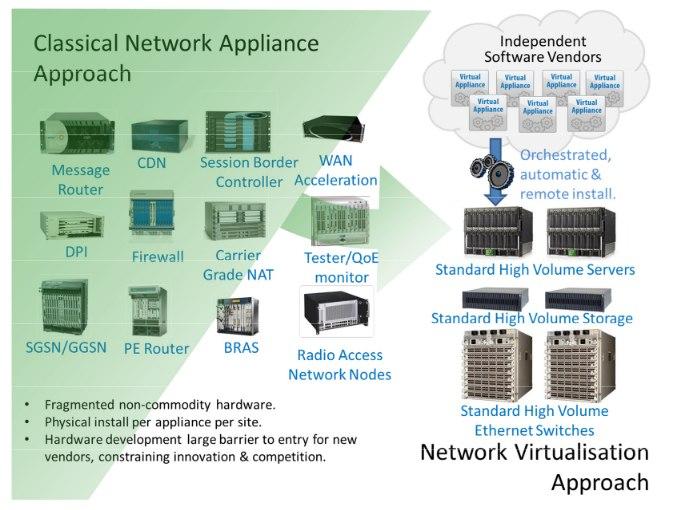 Classical Network Appliance
Approach
Message
Router
CDN
Session Border
Controller
WAN
Acceleration
DPI
Firewall
Carrier
Grade NAT
Tester/QoE
monitor
SGSN/GGSN
PE Router
BRAS
Radio Access
Network Nodes
• Fragmented non-commodity hardware.
• Physical install per appliance per site.
• Hardware development large barrier to entry for new
vendors, constraining innovation & competition.
Independent
Software Vendors
Virtual
Appliance
Virtual
Appliance
Virtual
Appliance
Virtual
Appliance
Virtual
Appliance
Virtual
Appliance
Virtual
Appliance
Orchestrated,
automatic &
remote install.
Standard High Volume Servers
Standard High Volume Storage
Standard High Volume
Ethernet Switches
Network Virtualisation
Approach